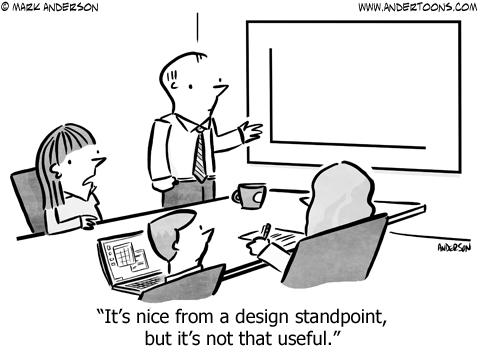 © MARK ANDERSON
WWW.ANDERTOONS.COM
ANDERSON
“It’s nice from a design standpoint,
but it’s not that useful.”